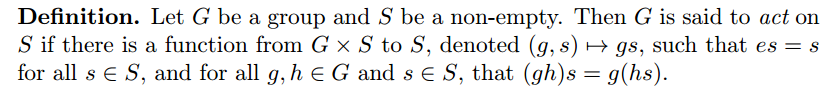 Definition. Let G be a group and S be a non-empty. Then G is said to act on
S if there is a function from G × S to S, denoted (g, s) ↦ gs, such that es = s
for all s ∈ S, and for all g, h ∈ G and s ∈ S, that (gh)s = g(hs).